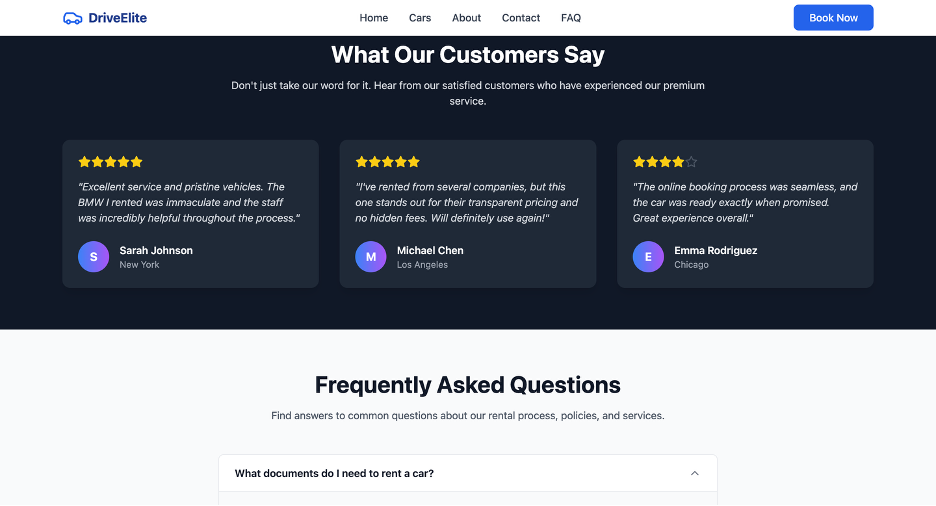 DriveElite
Home
Cars
About
Contact
FAQ
Book Now
What Our Customers Say
Don't just take our word for it. Hear from our satisfied customers who have experienced our premium
service.
"Excellent service and pristine vehicles. The
BMW I rented was immaculate and the staff
was incredibly helpful throughout the process."
S
Sarah Johnson
New York
"I've rented from several companies, but this
one stands out for their transparent pricing and
no hidden fees. Will definitely use again!"
M
Michael Chen
Los Angeles
"The online booking process was seamless, and
the car was ready exactly when promised.
Great experience overall."
E
Emma Rodriguez
Chicago
Frequently Asked Questions
Find answers to common questions about our rental process, policies, and services.
What documents do I need to rent a car?